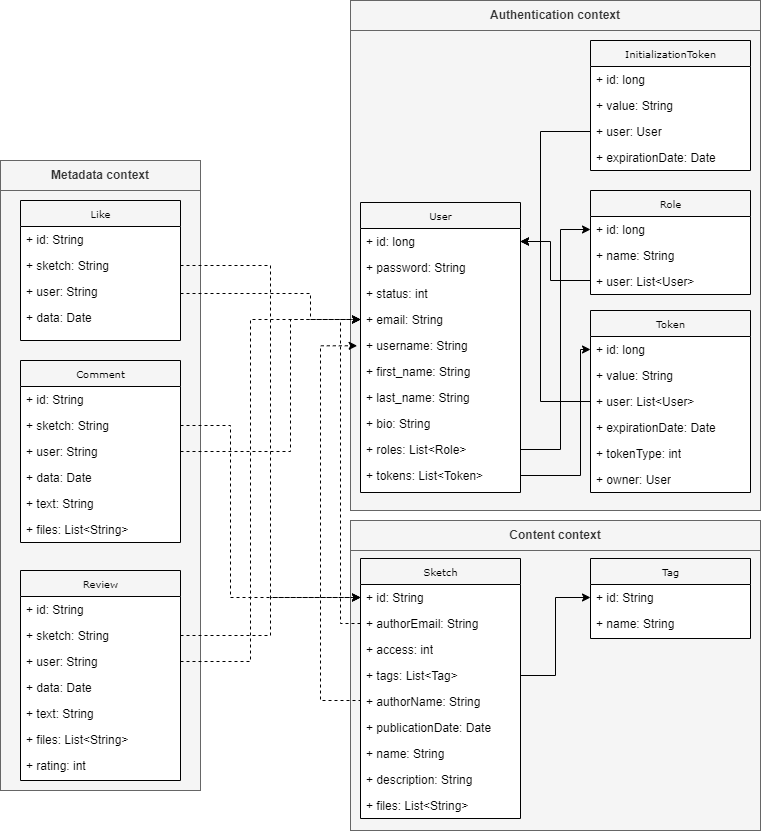 Authentication context
InitializationToken
+ id: long
+ value: String
+ user: User
+ expirationDate: Date
Metadata context
Like
+ id: String
+ sketch: String
+ user: String
+ data: Date
User
+ id: long
+ password: String
+ status: int
+ email: String
+ username: String
+ first_name: String
+ last_name: String
+ bio: String
+ roles: List<Role>
+ tokens: List<Token>
Role
+ id: long
+ name: String
+ user: List<User>
Token
+ id: long
+ value: String
+ user: List<User>
+ expirationDate: Date
+ tokenType: int
+ owner: User
Comment
+ id: String
+ sketch: String
+ user: String
+ data: Date
+ text: String
+ files: List<String>
Review
+ id: String
+ sketch: String
+ user: String
+ data: Date
+ text: String
+ files: List<String>
+ rating: int
Content context
Sketch
+ id: String
+ authorEmail: String
+ access: int
+ tags: List<Tag>
+ authorName: String
+ publicationDate: Date
+ name: String
+ description: String
+ files: List<String>
Tag
+ id: String
+ name: String